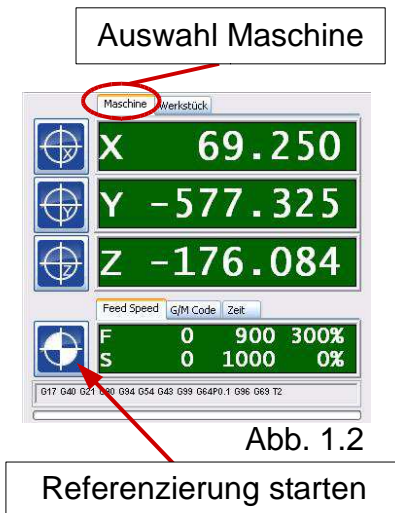 Auswahl Maschine
Maschine Werkstück
X 69.250
Y -577.325
Z -176.084
Feed Speed G/M Code Zeit
F 0 900 300%
S 0 1000 0%
G17 G40 G21 G90 G94 G54 G43 G99 G64P0.1 G96 G69 T2
Abb. 1.2
Referenzierung starten